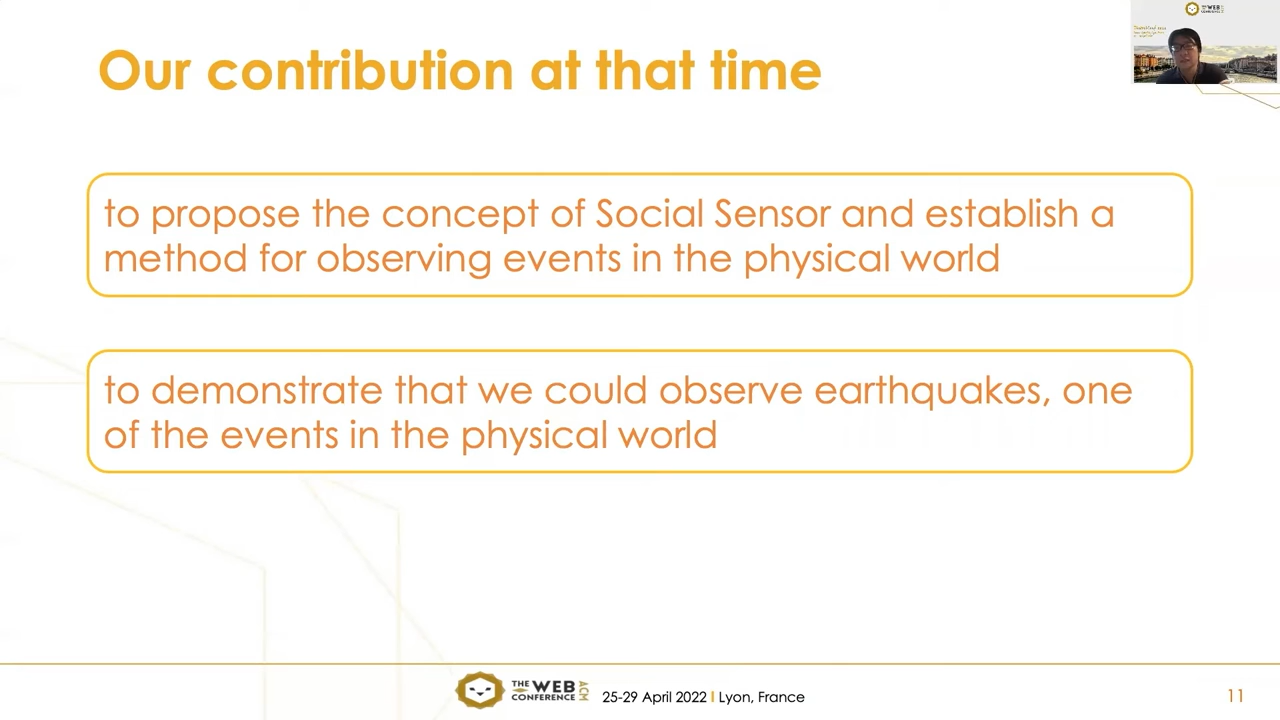 Our contribution at that time
to propose the concept of Social Sensor and establish a
method for observing events in the physical world
to demonstrate that we could observe earthquakes, one
of the events in the physical world
THE WEB
CONFERENCE
ACM
25-29 April 2022 | Lyon, France
11